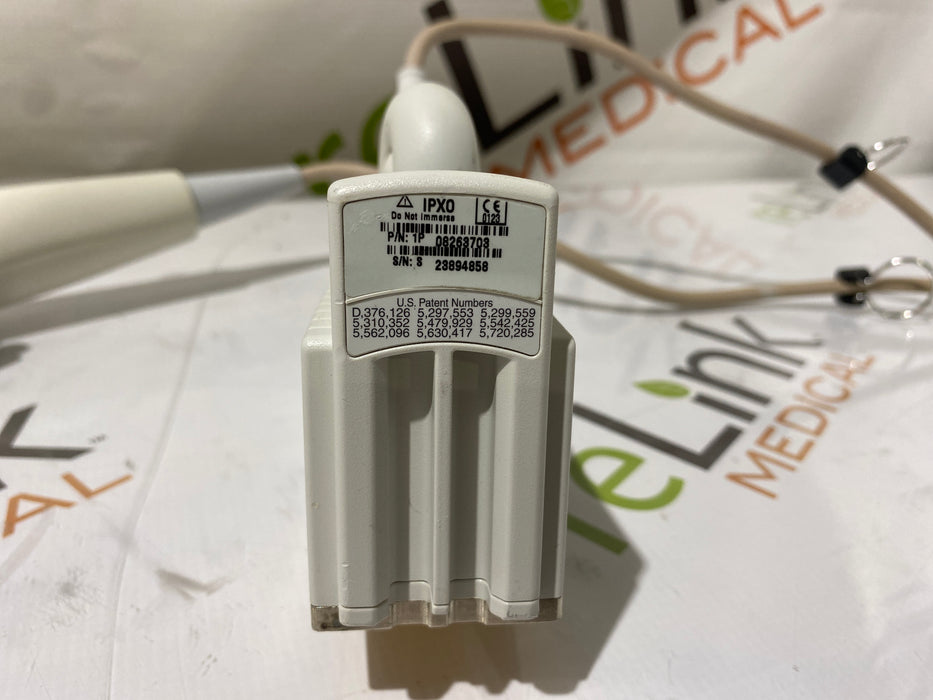 Link
MEDICAL
IPX0
CE
0123
Do Not Immerse
P/N: 1P 08263703
S/N: S 23894858
U.S. Patent Numbers
D,376,126 5,297,553 5,299,559
5,310,352 5,479,929 5,542,425
5,562,096 5,630,417 5,720,285
reLink
MEDICAL
K
AL